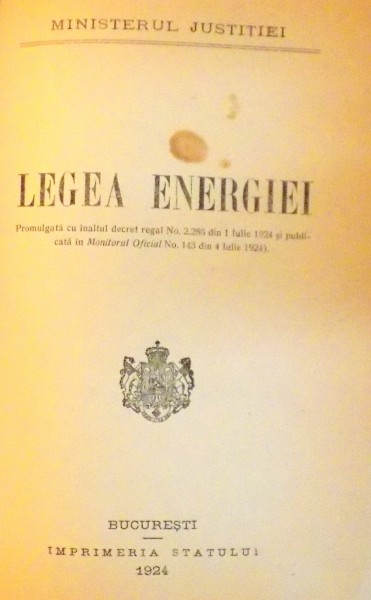 MINISTERUL JUSTITIEI
LEGEA ENERGIEI
Promulgată cu înaltul decret regal No. 2.285 din 1 Iulie 1924 și publi-
cată in Monitorul Oficial No. 143 din 4 Iulie 1924).
BUCUREȘTI
IMPRIMERIA STATULUI
1924